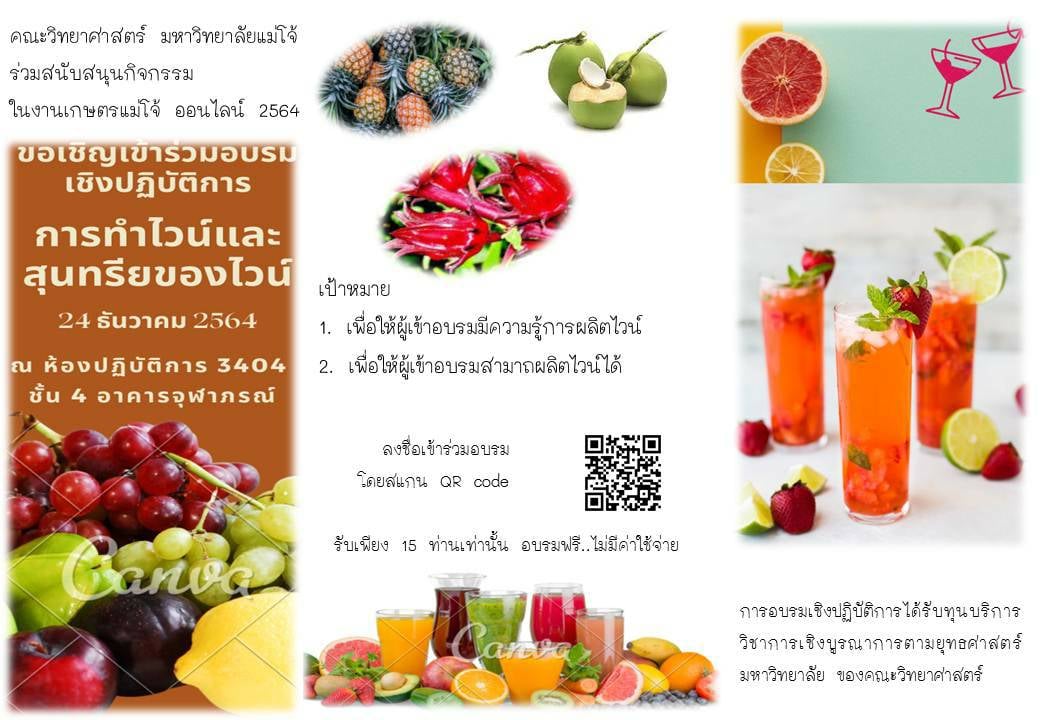 คณะวิทยาศาสตร์ มหาวิทยาลัยแม่โจ้
ร่วมสนับสนุนกิจกรรม
ในงานเกษตรแม่โจ้ ออนไลน์ 2564
ขอเชิญเข้าร่วมอบรม
เชิงปฏิบัติการ
การทำไวน์และ
สุนทรียของไวน์
24 ธันวาคม 2564
ณ ห้องปฏิบัติการ 3404
ชั้น 4 อาคารจุฬาภรณ์
Canva
เป้าหมาย
1. เพื่อให้ผู้เข้าอบรมมีความรู้การผลิตไวน์
2. เพื่อให้ผู้เข้าอบรมสามาถผลิตไวน์ได้
ลงชื่อเข้าร่วมอบรม
โดยสแกน QR code
รับเพียง 15 ท่านเท่านั้น อบรมฟรี..ไม่มีค่าใช้จ่าย
Canva
การอบรมเชิงปฏิบัติการได้รับทุนบริการ
วิชาการเชิงบูรณาการตามยุทธศาสตร์
มหาวิทยาลัย ของคณะวิทยาศาสตร์